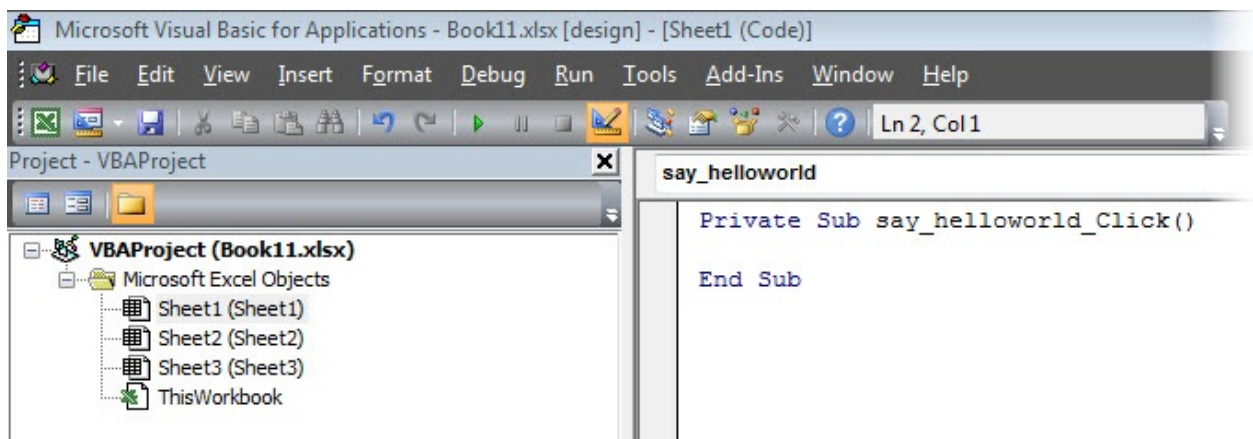 Microsoft Visual Basic for Applications - Book11.xlsx [design] - [Sheet1 (Code)]
File Edit View Insert Format Debug Run Tools Add-Ins Window Help
Ln 2, Col 1
Project - VBAProject
say_helloworld
Private Sub say_helloworld_Click()
End Sub
VBAProject (Book11.xlsx)
Microsoft Excel Objects
Sheet1 (Sheet1)
Sheet2 (Sheet2)
Sheet3 (Sheet3)
ThisWorkbook